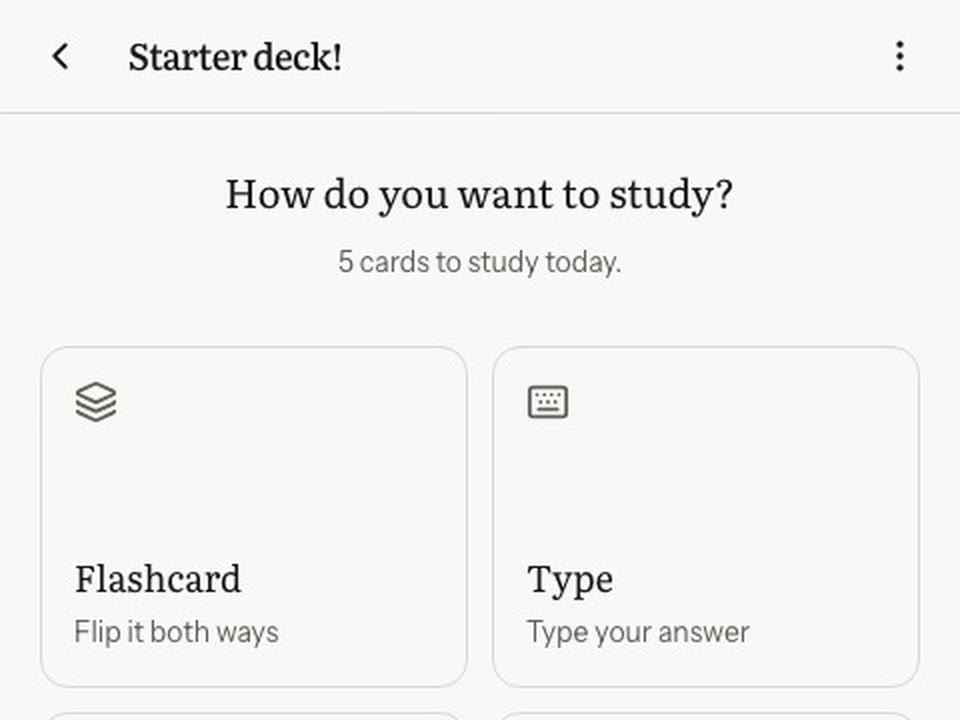 Starter deck!
How do you want to study?
5 cards to study today.
Flashcard
Flip it both ways
Type
Type your answer